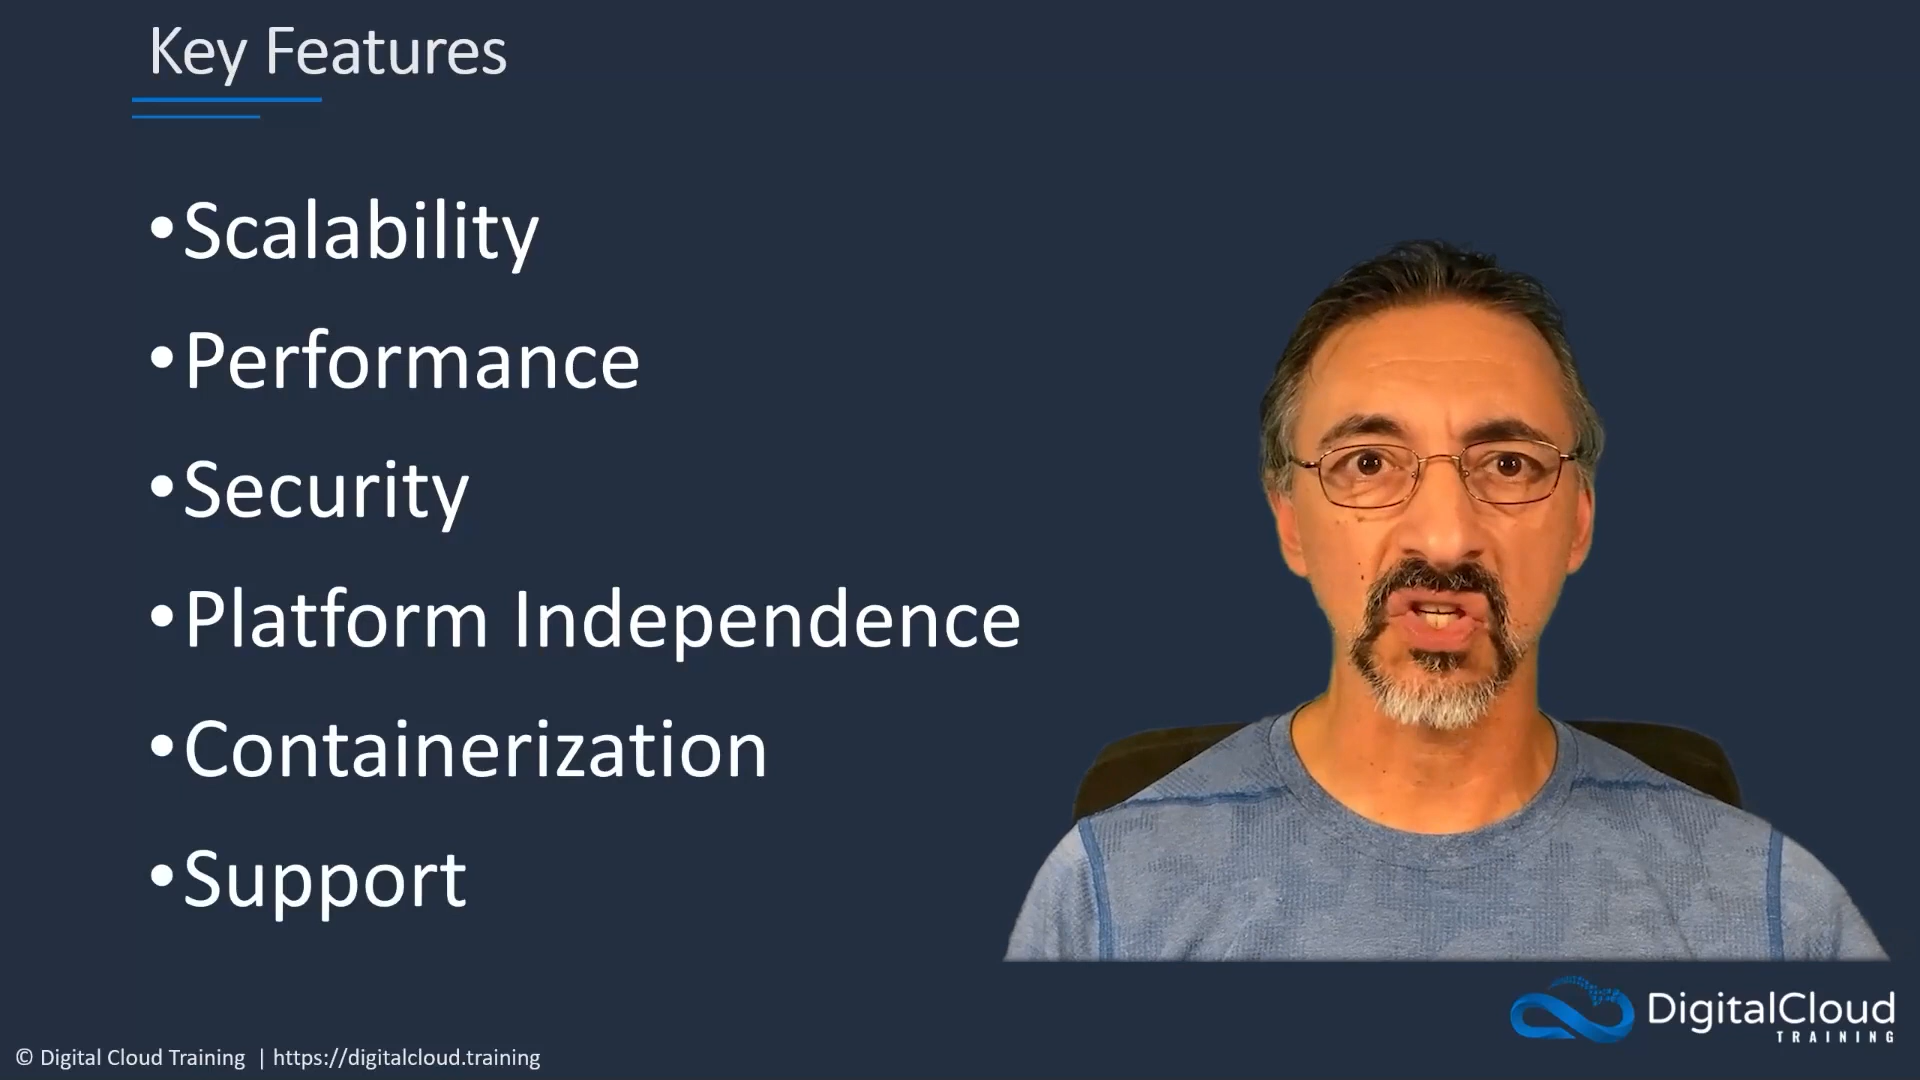 Key Features
•Scalability
•Performance
•Security
•Platform Independence
•Containerization
•Support
DigitalCloud
TRAINING
© Digital Cloud Training | https://digitalcloud.training